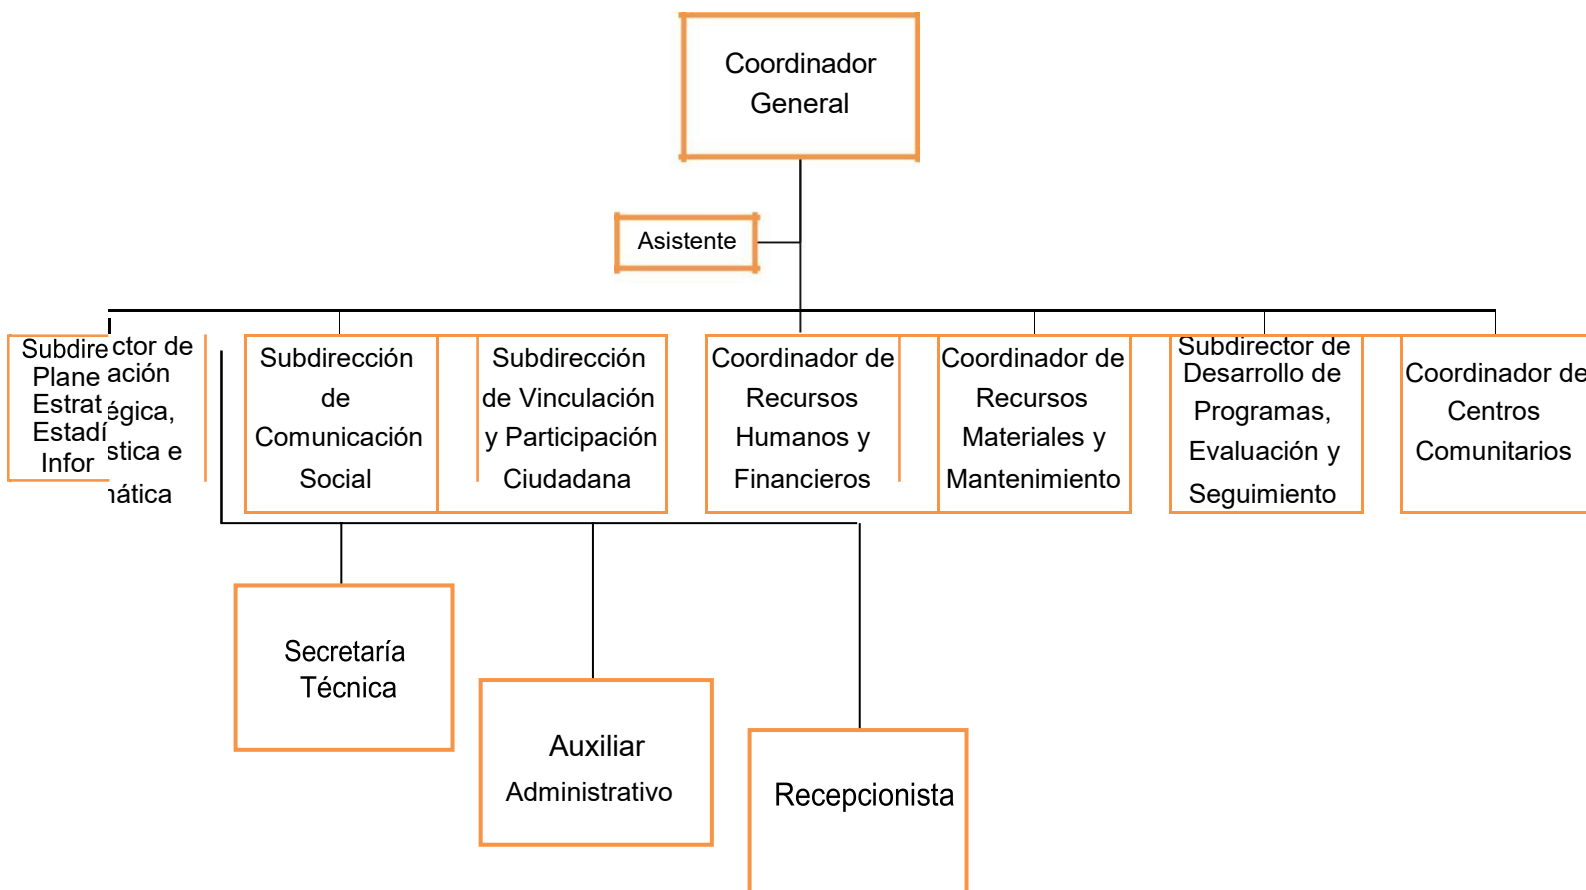 Coordinador
General
Asistente
Subdirector de
Planeación
Estratégica,
Estadística e
Informática
Subdirección
de
Comunicación
Social
Subdirección
de Vinculación
y Participación
Ciudadana
Coordinador de
Recursos
Humanos y
Financieros
Coordinador de
Recursos
Materiales y
Mantenimiento
Subdirector de
Desarrollo de
Programas,
Evaluación y
Seguimiento
Coordinador de
Centros
Comunitarios
Secretaría
Técnica
Auxiliar
Administrativo
Recepcionista